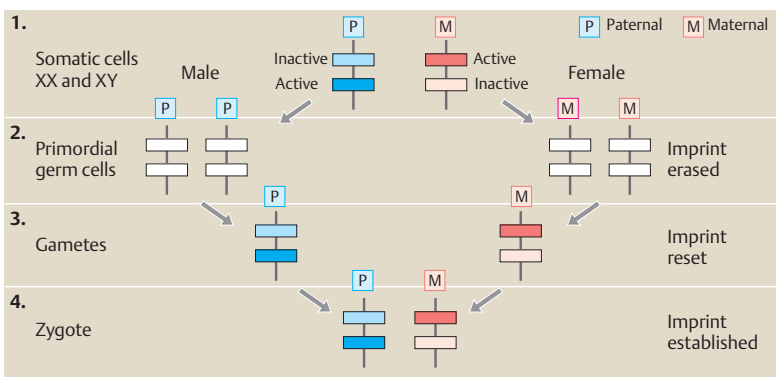 1.
P
M
P Paternal
M Maternal
Somatic cells
XX and XY
Male
Inactive
Active
Active
Inactive
Female
P
P
M
M
2.
Primordial
germ cells
Imprint
erased
P
M
3.
Gametes
Imprint
reset
P
M
4.
Zygote
Imprint
established